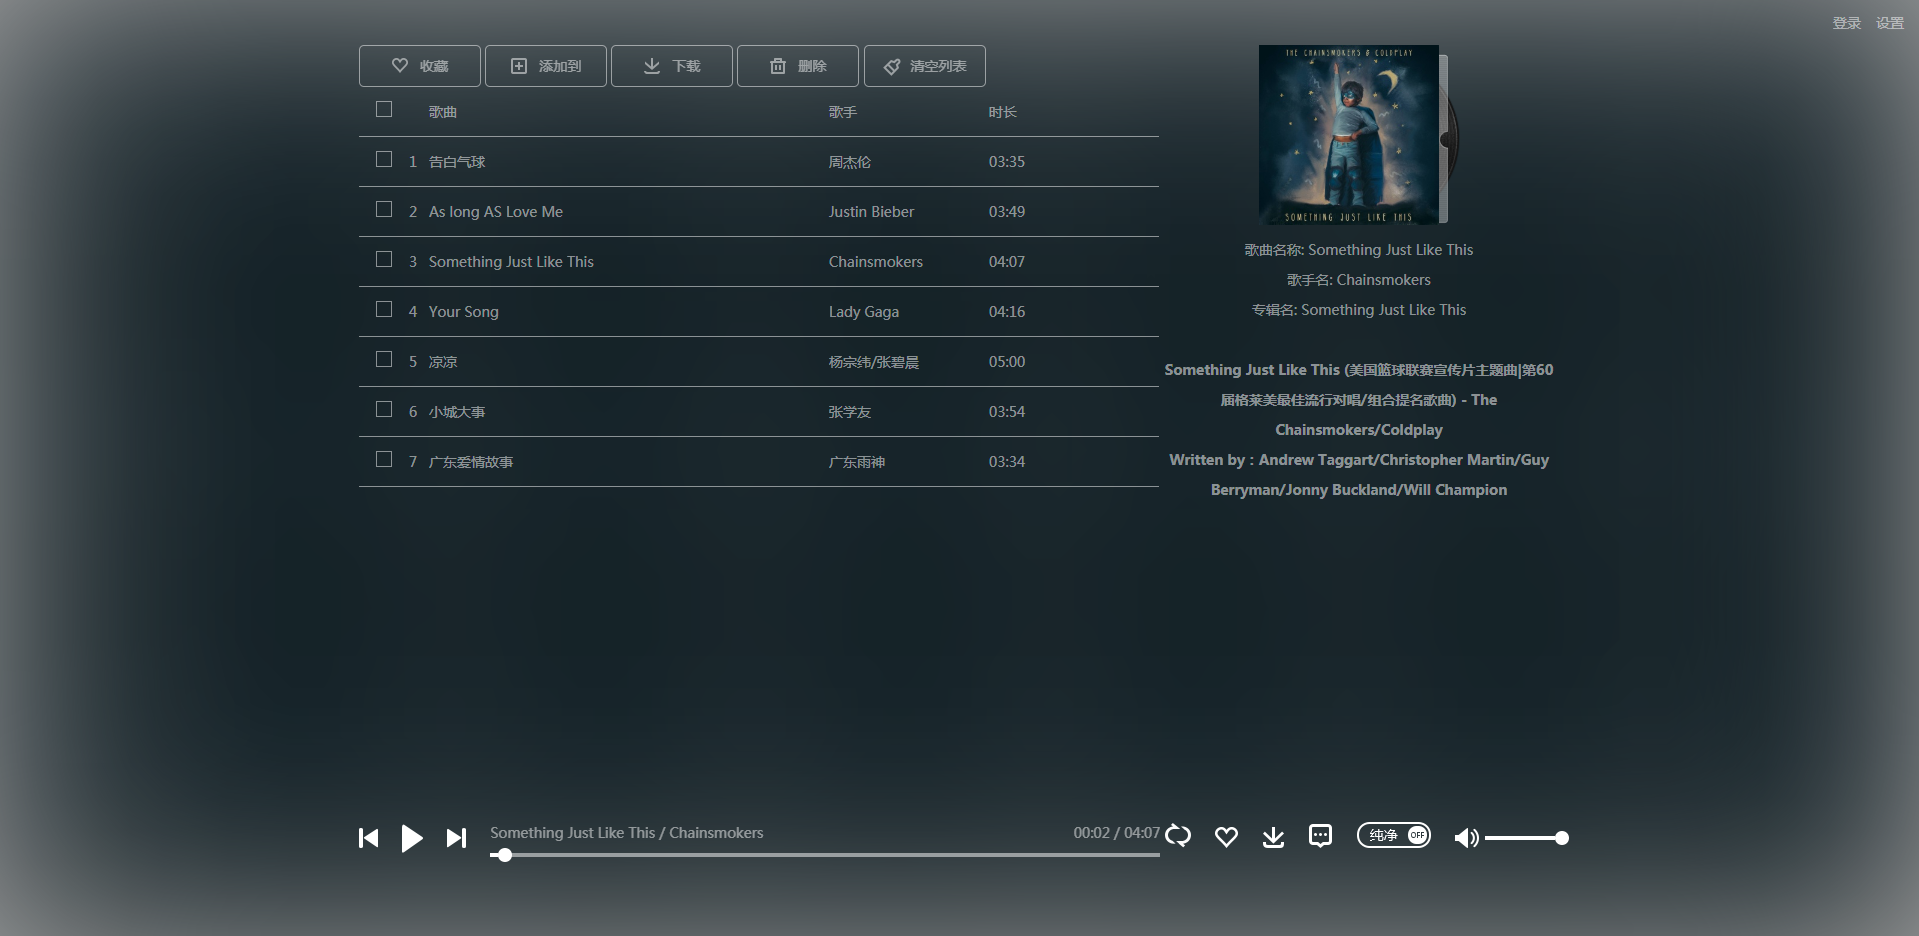 登录 设置
收藏 添加到 下载 删除 清空列表
歌曲 歌手 时长
1 告白气球 周杰伦 03:35
2 As long AS Love Me Justin Bieber 03:49
3 Something Just Like This Chainsmokers 04:07
4 Your Song Lady Gaga 04:16
5 凉凉 杨宗纬/张碧晨 05:00
6 小城大事 张学友 03:54
7 广东爱情故事 广东雨神 03:34
THE CHAINSMOKERS & COLDPLAY
SOMETHING JUST LIKE THIS
歌曲名称: Something Just Like This
歌手名: Chainsmokers
专辑名: Something Just Like This
Something Just Like This (美国篮球联赛宣传片主题曲|第60
届格莱美最佳流行对唱/组合提名歌曲) - The
Chainsmokers/Coldplay
Written by : Andrew Taggart/Christopher Martin/Guy
Berryman/Jonny Buckland/Will Champion
Something Just Like This / Chainsmokers 00:02 / 04:07
纯净 OFF